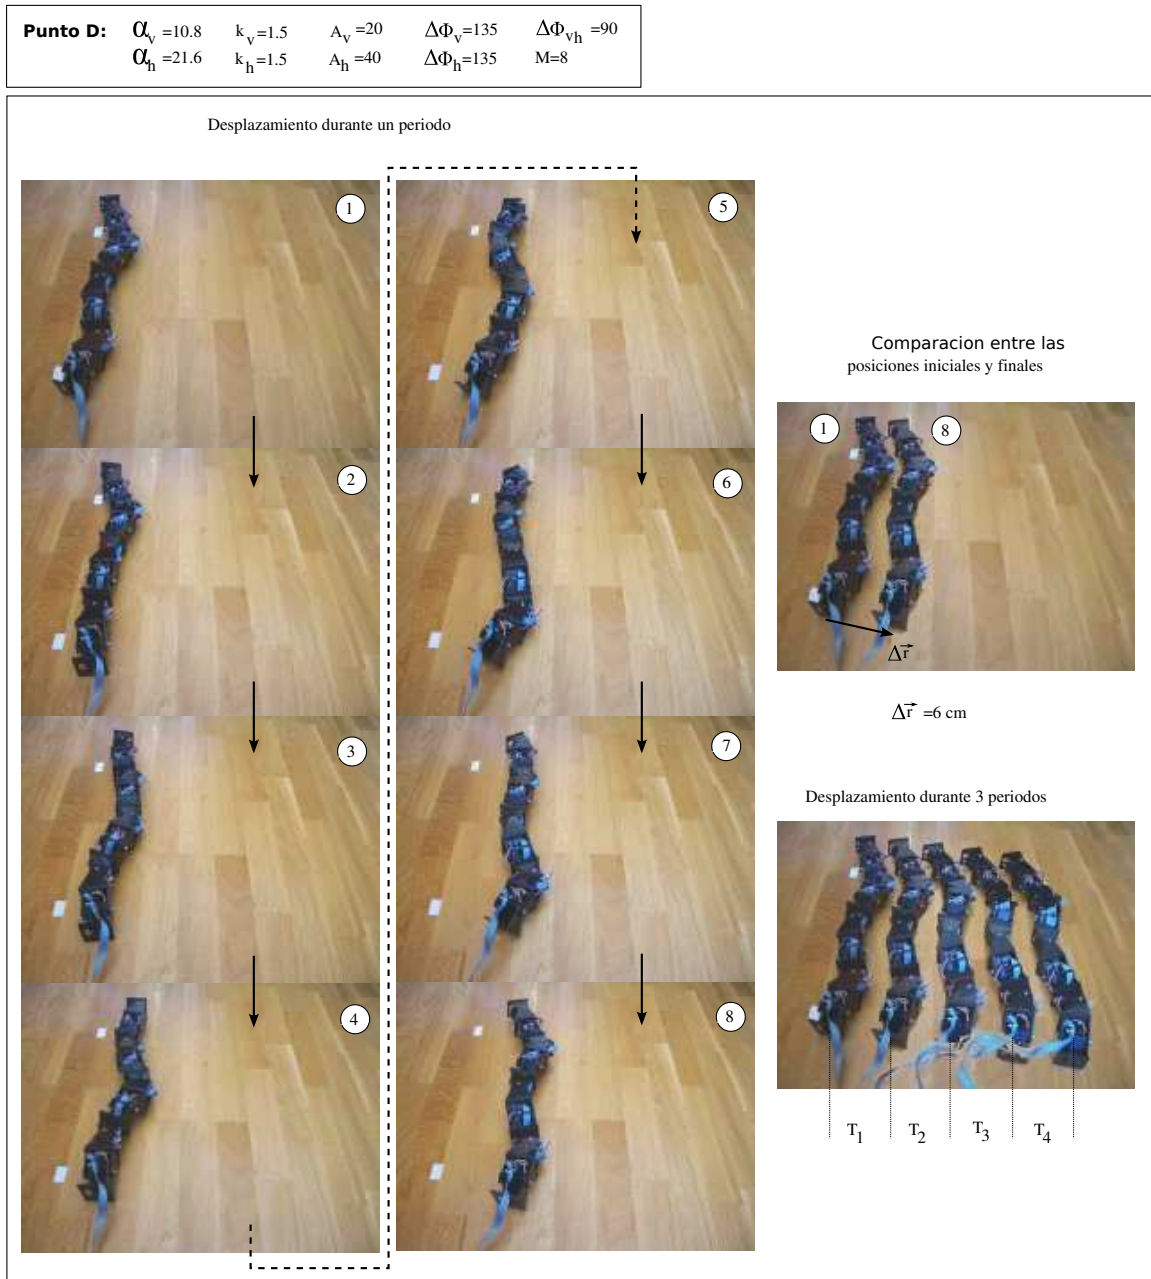 Punto D: αv=10.8 kv=1.5 Av=20 ΔΦv=135 ΔΦvh=90
αh=21.6 kh=1.5 Ah=40 ΔΦh=135 M=8
Desplazamiento durante un periodo
1
2
3
4
5
6
7
8
Comparacion entre las
posiciones iniciales y finales
1 8
Δr⃗
Δr⃗ =6 cm
Desplazamiento durante 3 periodos
T1 T2 T3 T4